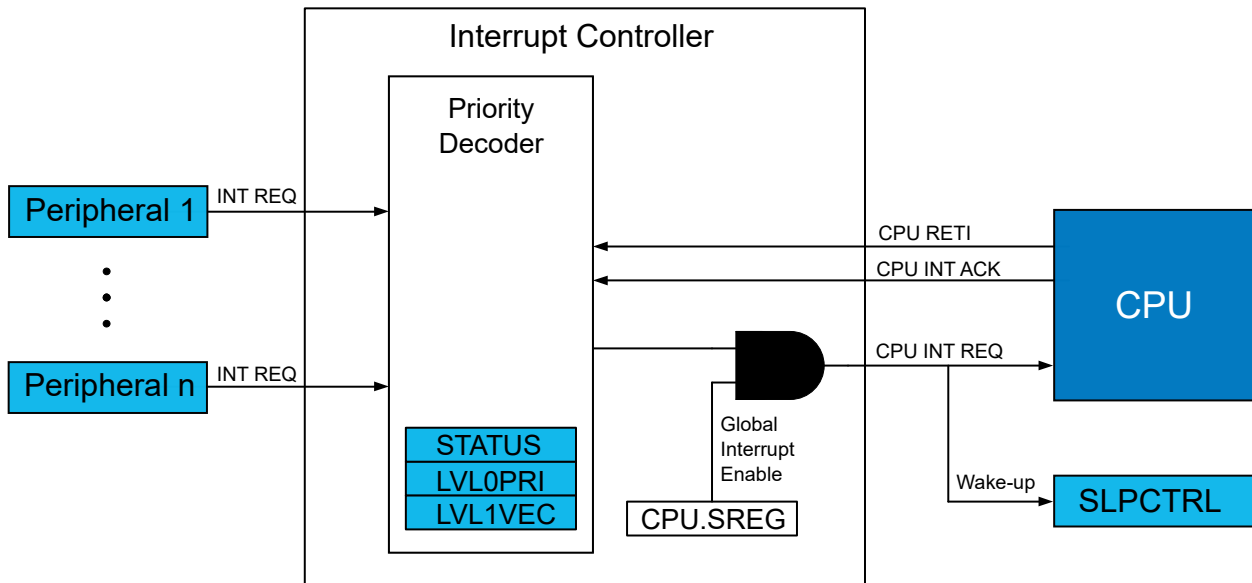 Interrupt Controller
Priority
Decoder
Peripheral 1
INT REQ
Peripheral n
INT REQ
STATUS
LVL0PRI
LVL1VEC
Global
Interrupt
Enable
CPU.SREG
CPU RETI
CPU INT ACK
CPU INT REQ
CPU
Wake-up
SLPCTRL